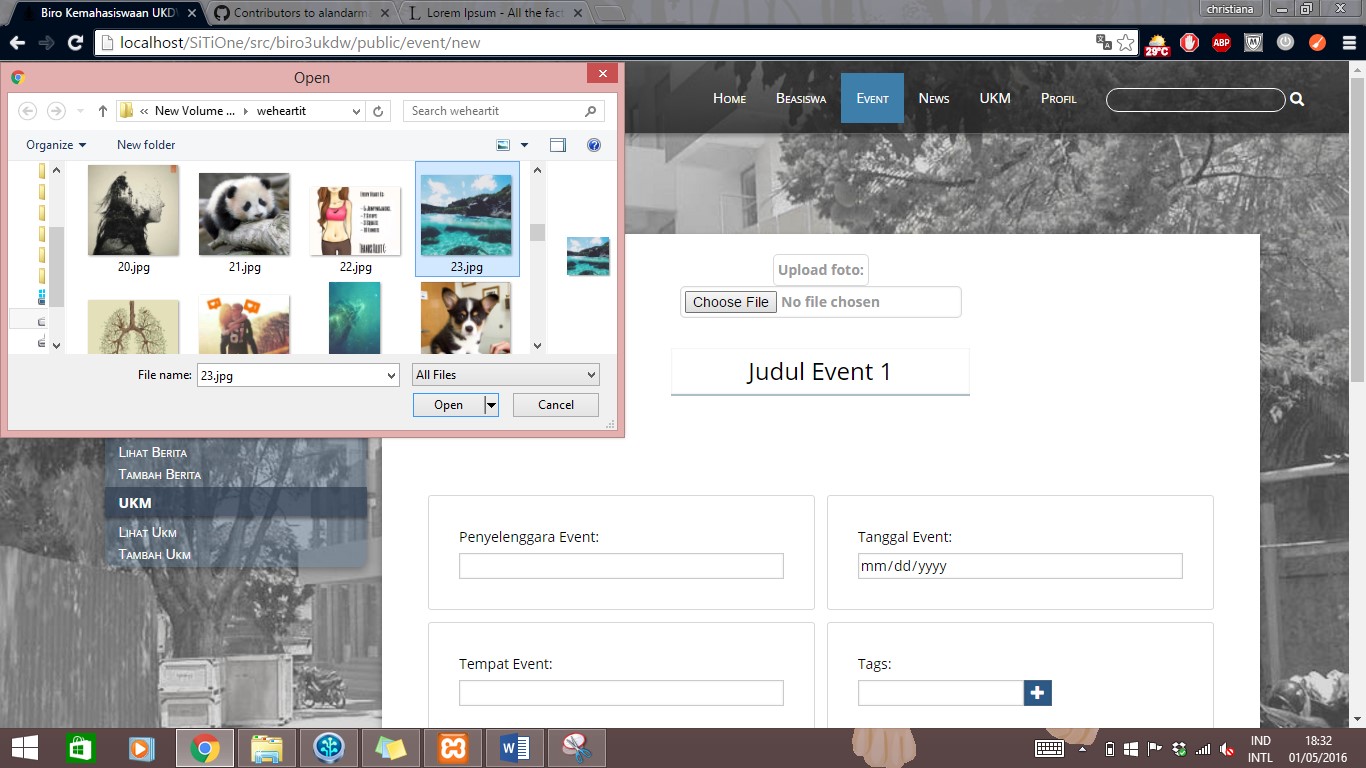 Biro Kemahasiswaan UKDW
Contributors to alandarma
Lorem Ipsum - All the fact
christiana
localhost/SiTiOne/src/biro3ukdw/public/event/new
29°C
ABP
Open
« New Volume ... weheartit
Search weheartit
Organize
New folder
20.jpg
21.jpg
22.jpg
23.jpg
File name:
23.jpg
All Files
Open
Cancel
Home
Beasiswa
Event
News
UKM
Profil
Upload foto:
Choose File No file chosen
Judul Event 1
Lihat Berita
Tambah Berita
UKM
Lihat Ukm
Tambah Ukm
Penyelenggara Event:
Tanggal Event:
mm/dd/yyyy
Tempat Event:
Tags:
IND
INTL
18:32
01/05/2016